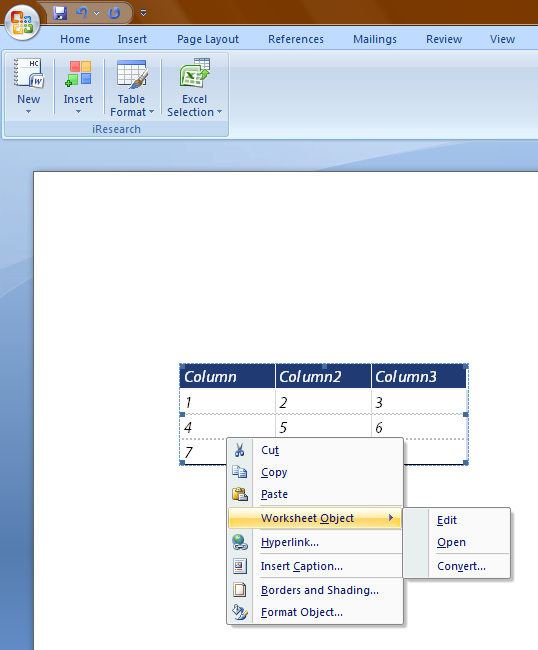 Home Insert Page Layout References Mailings Review View
HC
W
New Insert Table Format Excel Selection
iResearch
Column Column2 Column3
1 2 3
4 5 6
7
Cut
Copy
Paste
Worksheet Object
Edit
Open
Hyperlink...
Insert Caption...
Convert...
Borders and Shading...
Format Object...